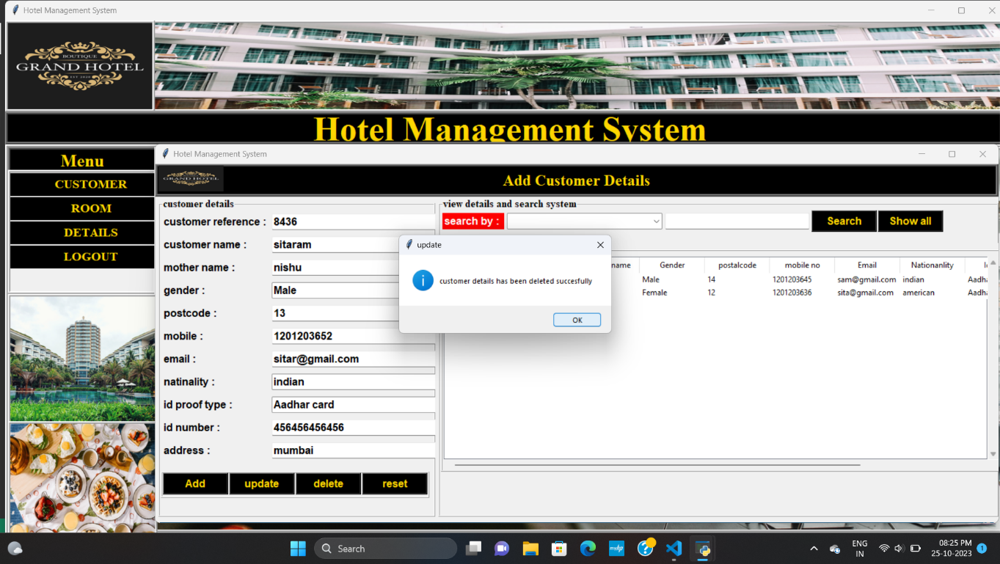 Hotel Management System
BOUTIQUE
GRAND HOTEL
EST 2020
Hotel Management System
Menu
CUSTOMER
ROOM
DETAILS
LOGOUT
Hotel Management System
GRAND HOTEL
Add Customer Details
customer details
customer reference : 8436
customer name : sitaram
mother name : nishu
gender : Male
postcode : 13
mobile : 1201203652
email : sitar@gmail.com
natinality : indian
id proof type : Aadhar card
id number : 456456456456
address : mumbai
Add update delete reset
view details and search system
search by : Search Show all
name Gender postalcode mobile no Email Nationanlity
Male 14 1201203645 sam@gmail.com indian Aadha
Female 12 1201203636 sita@gmail.com american Aadha
update
customer details has been deleted succesfully
OK
Search
ENG
IN
08:25 PM
25-10-2023
1